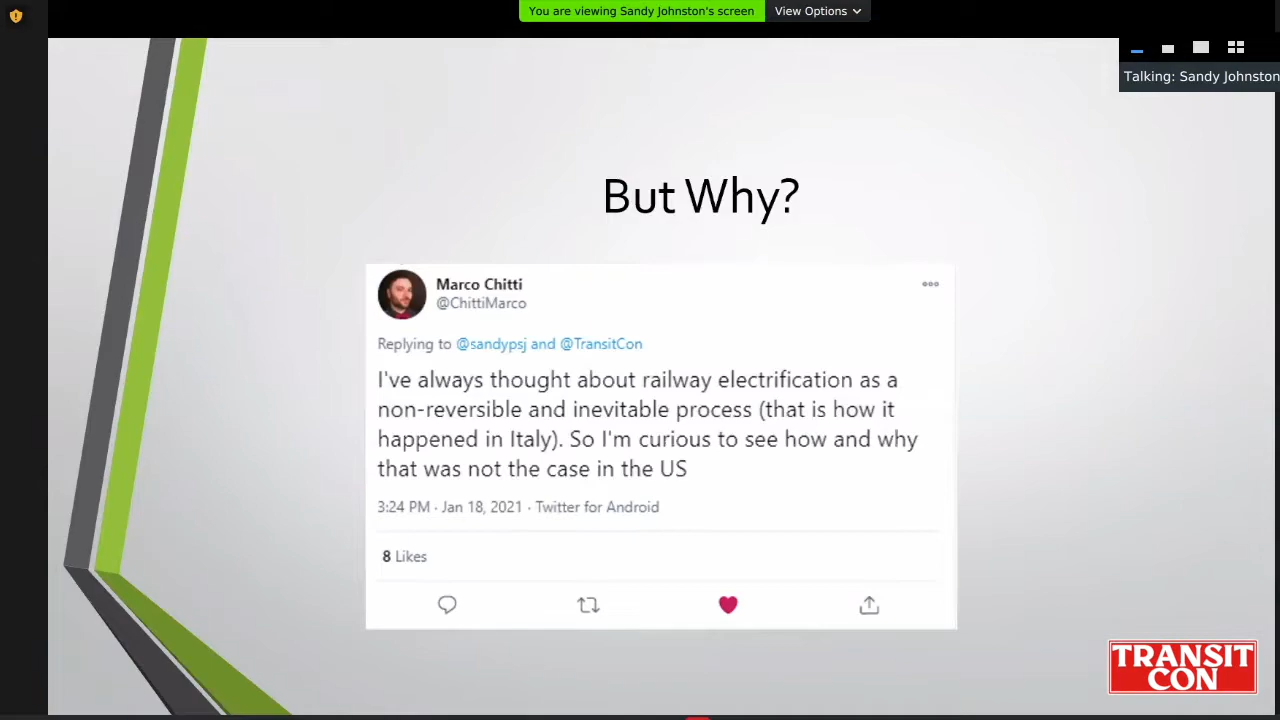 You are viewing Sandy Johnston's screen
View Options
Talking: Sandy Johnston
But Why?
Marco Chitti
@ChittiMarco
Replying to @sandypsj and @TransitCon
I've always thought about railway electrification as a
non-reversible and inevitable process (that is how it
happened in Italy). So I'm curious to see how and why
that was not the case in the US
3:24 PM · Jan 18, 2021 · Twitter for Android
8 Likes
TRANSIT
CON